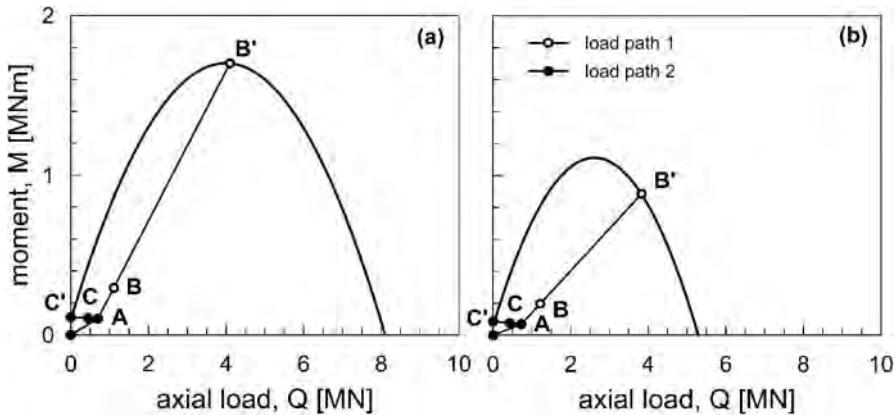 2
B'
(a)
(b)
load path 1
load path 2
moment, M [MNm]
1
B'
C'
C
B
A
C'
C
B
A
0
0
2
4
6
8
10
0
2
4
6
8
10
axial load, Q [MN]
axial load, Q [MN]